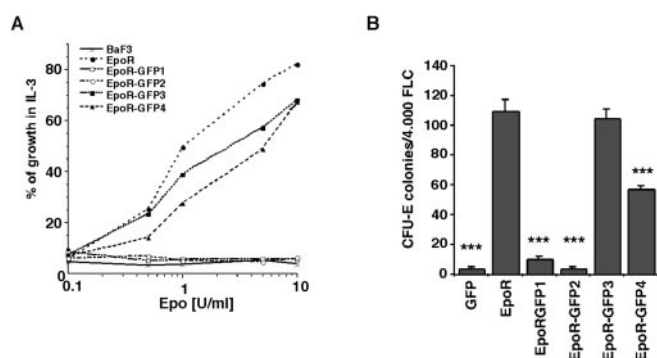 A
% of growth in IL-3
80
60
40
20
0
BaF3
EpoR
EpoR-GFP1
EpoR-GFP2
EpoR-GFP3
EpoR-GFP4
0.1
1
10
Epo [U/ml]
B
CFU-E colonies/4.000 FLC
140
120
100
80
60
40
20
0
***
***
***
***
GFP
EpoR
EpoRGFP1
EpoR-GFP2
EpoR-GFP3
EpoR-GFP4